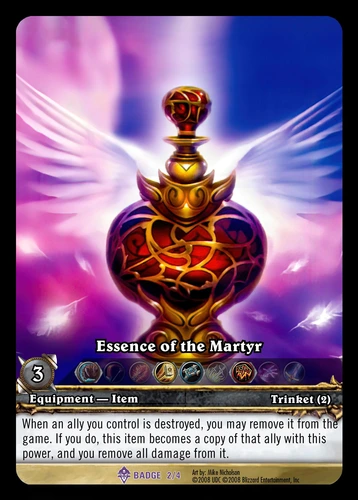 Essence of the Martyr
3
Equipment — Item Trinket (2)
When an ally you control is destroyed, you may remove it from the
game. If you do, this item becomes a copy of that ally with this
power, and you remove all damage from it.
BADGE 2/4
Art by: Mike Nicholson
©2008 UDC ©2008 Blizzard Entertainment, Inc.